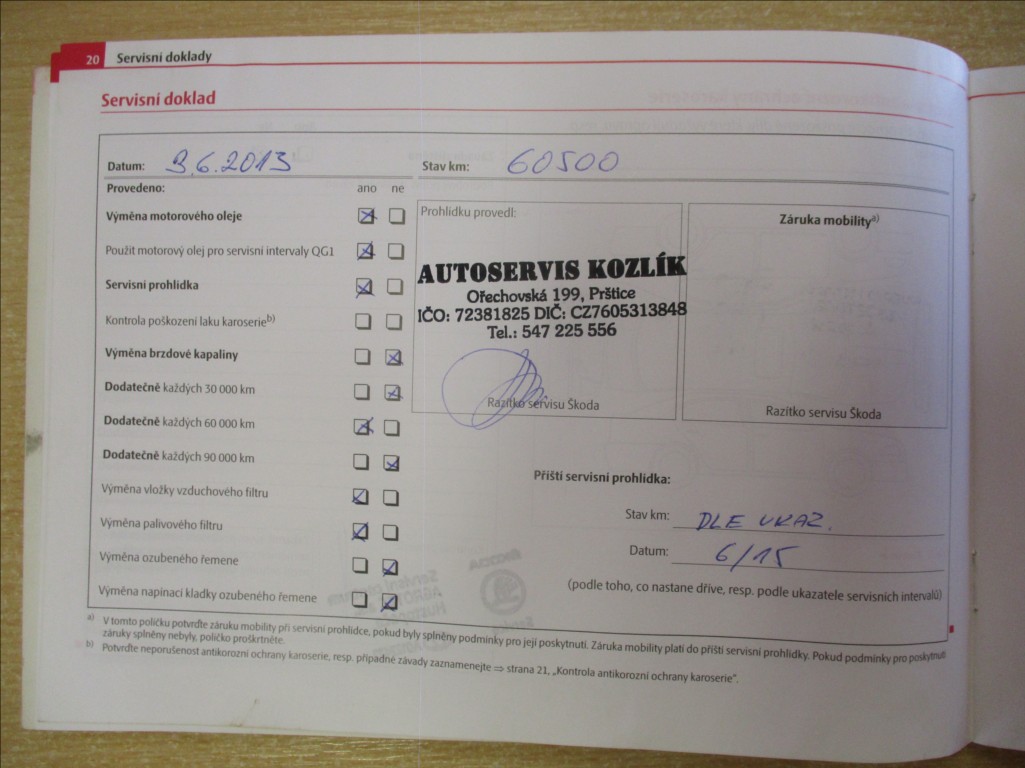 20 Servisní doklady
Servisní doklad
Datum: 3.6.2013 Stav km: 60500
Provedeno: ano ne
Výměna motorového oleje
Použit motorový olej pro servisní intervaly QG1
Servisní prohlídka
Kontrola poškození laku karoserie b)
Výměna brzdové kapaliny
Dodatečně každých 30 000 km
Dodatečně každých 60 000 km
Dodatečně každých 90 000 km
Výměna vložky vzduchového filtru
Výměna palivového filtru
Výměna ozubeného řemene
Výměna napínací kladky ozubeného řemene
Prohlídku provedl:
AUTOSERVIS KOZLÍK
Ořechovská 199, Prštice
IČO: 72381825 DIČ: CZ7605313848
Tel.: 547 225 556
Razítko servisu Škoda
Záruka mobility a)
Razítko servisu Škoda
Příští servisní prohlídka:
Stav km: DLE UKAZ.
Datum: 6/15
(podle toho, co nastane dříve, resp. podle ukazatele servisních intervalů)
a) V tomto políčku potvrďte záruku mobility při servisní prohlídce, pokud byly splněny podmínky pro její poskytnutí. Záruka mobility platí do příští servisní prohlídky. Pokud podmínky pro poskytnutí
záruky splněny nebyly, políčko proškrtněte.
b) Potvrďte neporušenost antikorozní ochrany karoserie, resp. případné závady zaznamenejte ⇒ strana 21, „Kontrola antikorozní ochrany karoserie“.